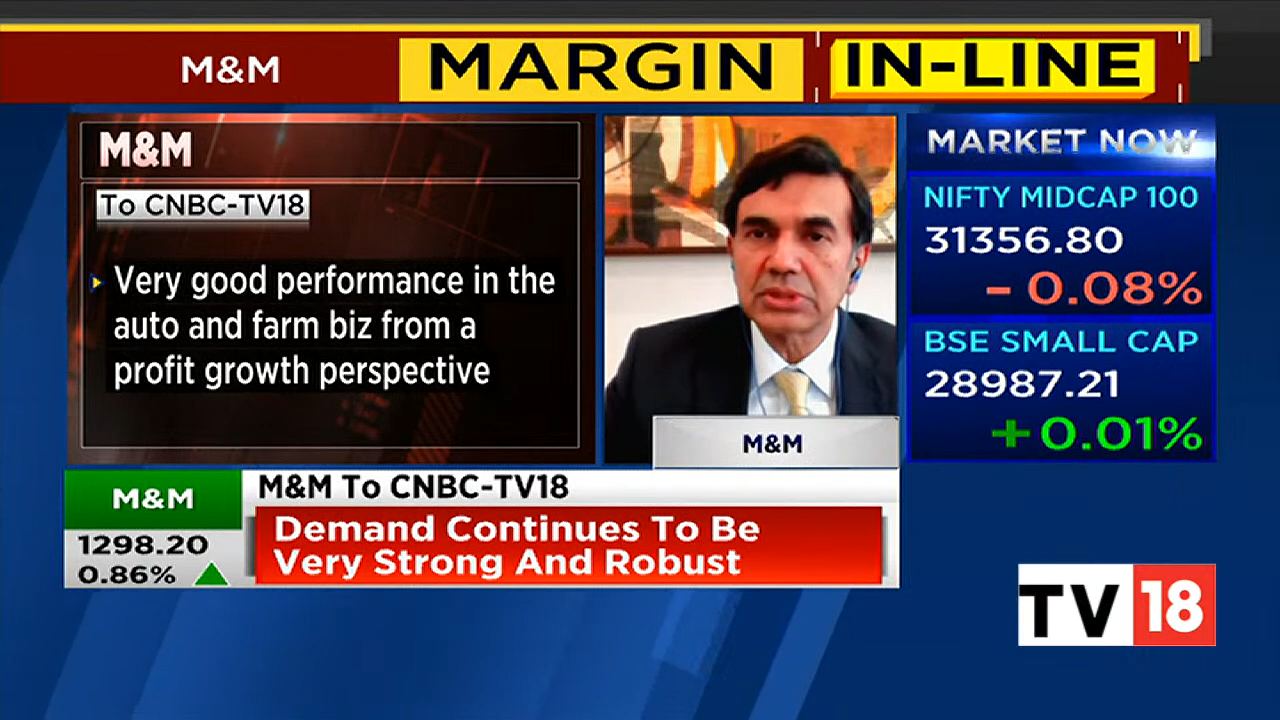 M&M
MARGIN
IN-LINE
M&M
To CNBC-TV18
Very good performance in the
auto and farm biz from a
profit growth perspective
M&M
MARKET NOW
NIFTY MIDCAP 100
31356.80
- 0.08%
BSE SMALL CAP
28987.21
+0.01%
M&M
1298.20
0.86%
M&M To CNBC-TV18
Demand Continues To Be
Very Strong And Robust
TV18